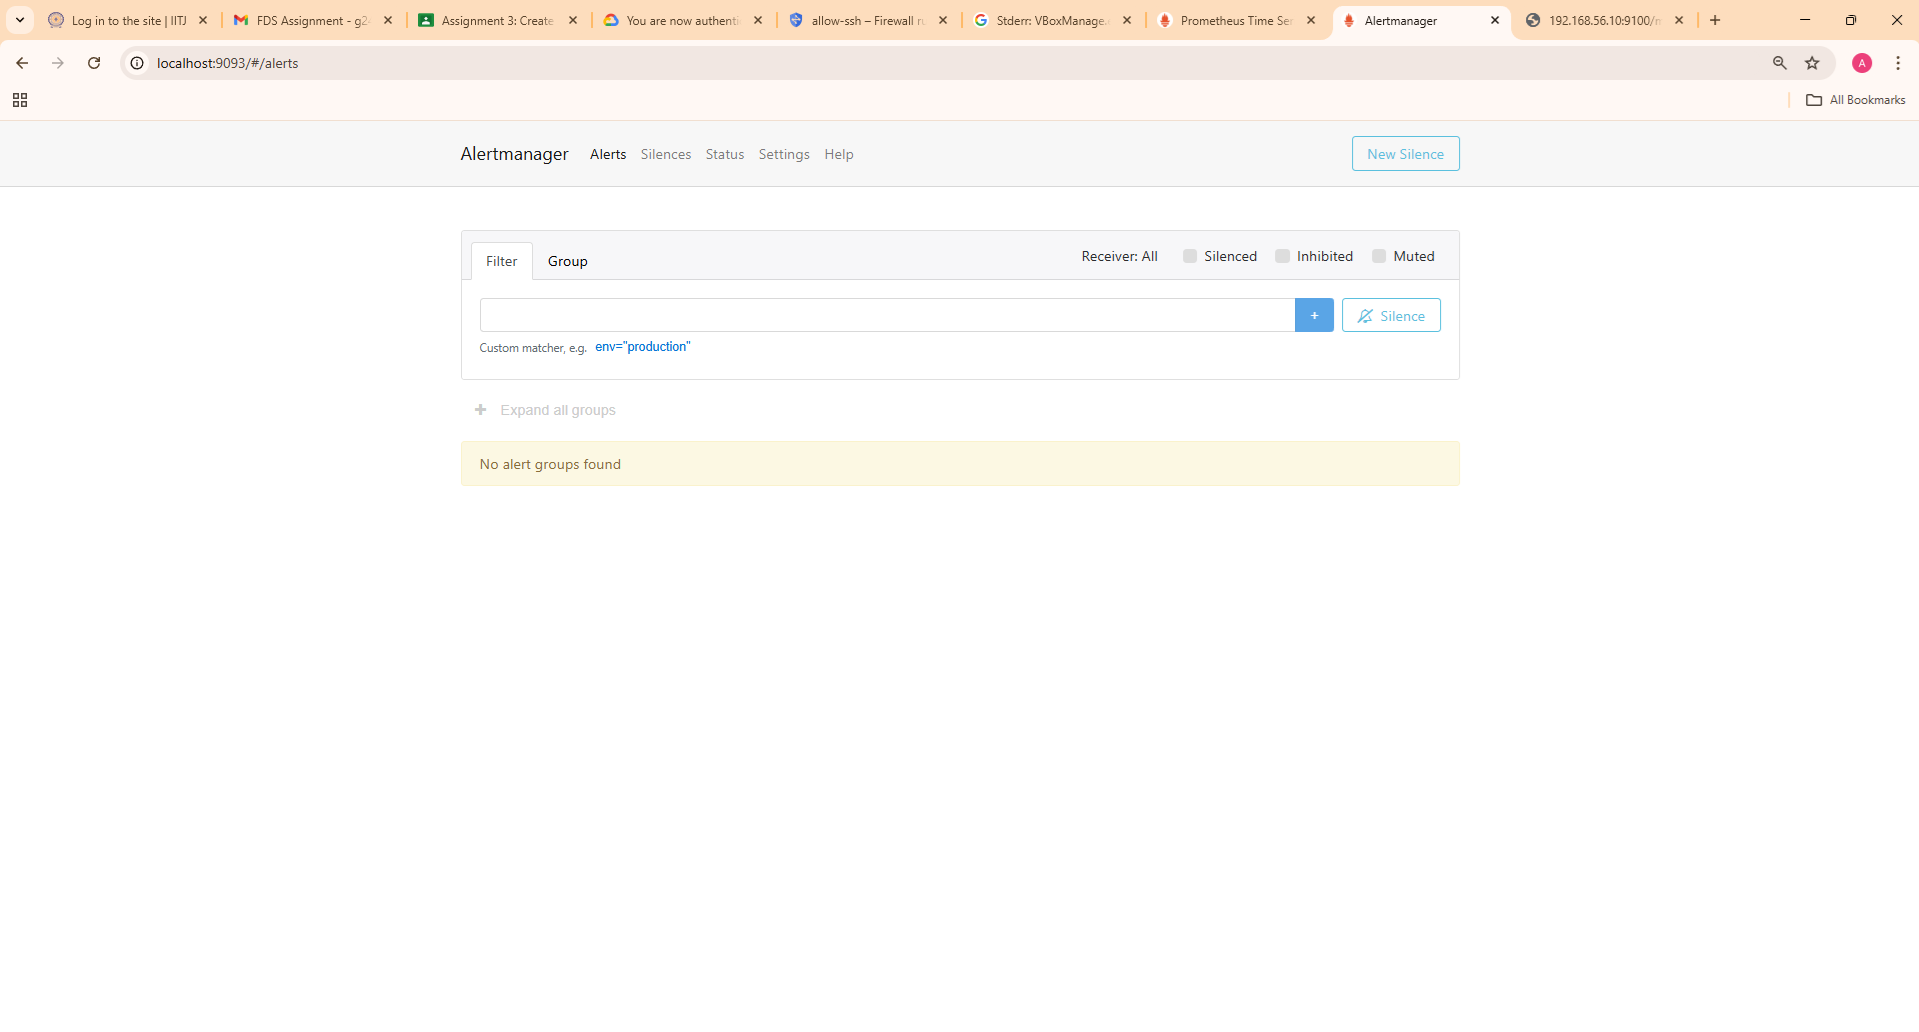 Log in to the site | IITJ
FDS Assignment - g2
Assignment 3: Create
You are now authenti
allow-ssh – Firewall ru
Stderr: VBoxManage.
Prometheus Time Ser
Alertmanager
192.168.56.10:9100/m
localhost:9093/#/alerts
A
All Bookmarks
Alertmanager Alerts Silences Status Settings Help New Silence
Filter Group Receiver: All Silenced Inhibited Muted
+ Silence
Custom matcher, e.g. env="production"
+ Expand all groups
No alert groups found